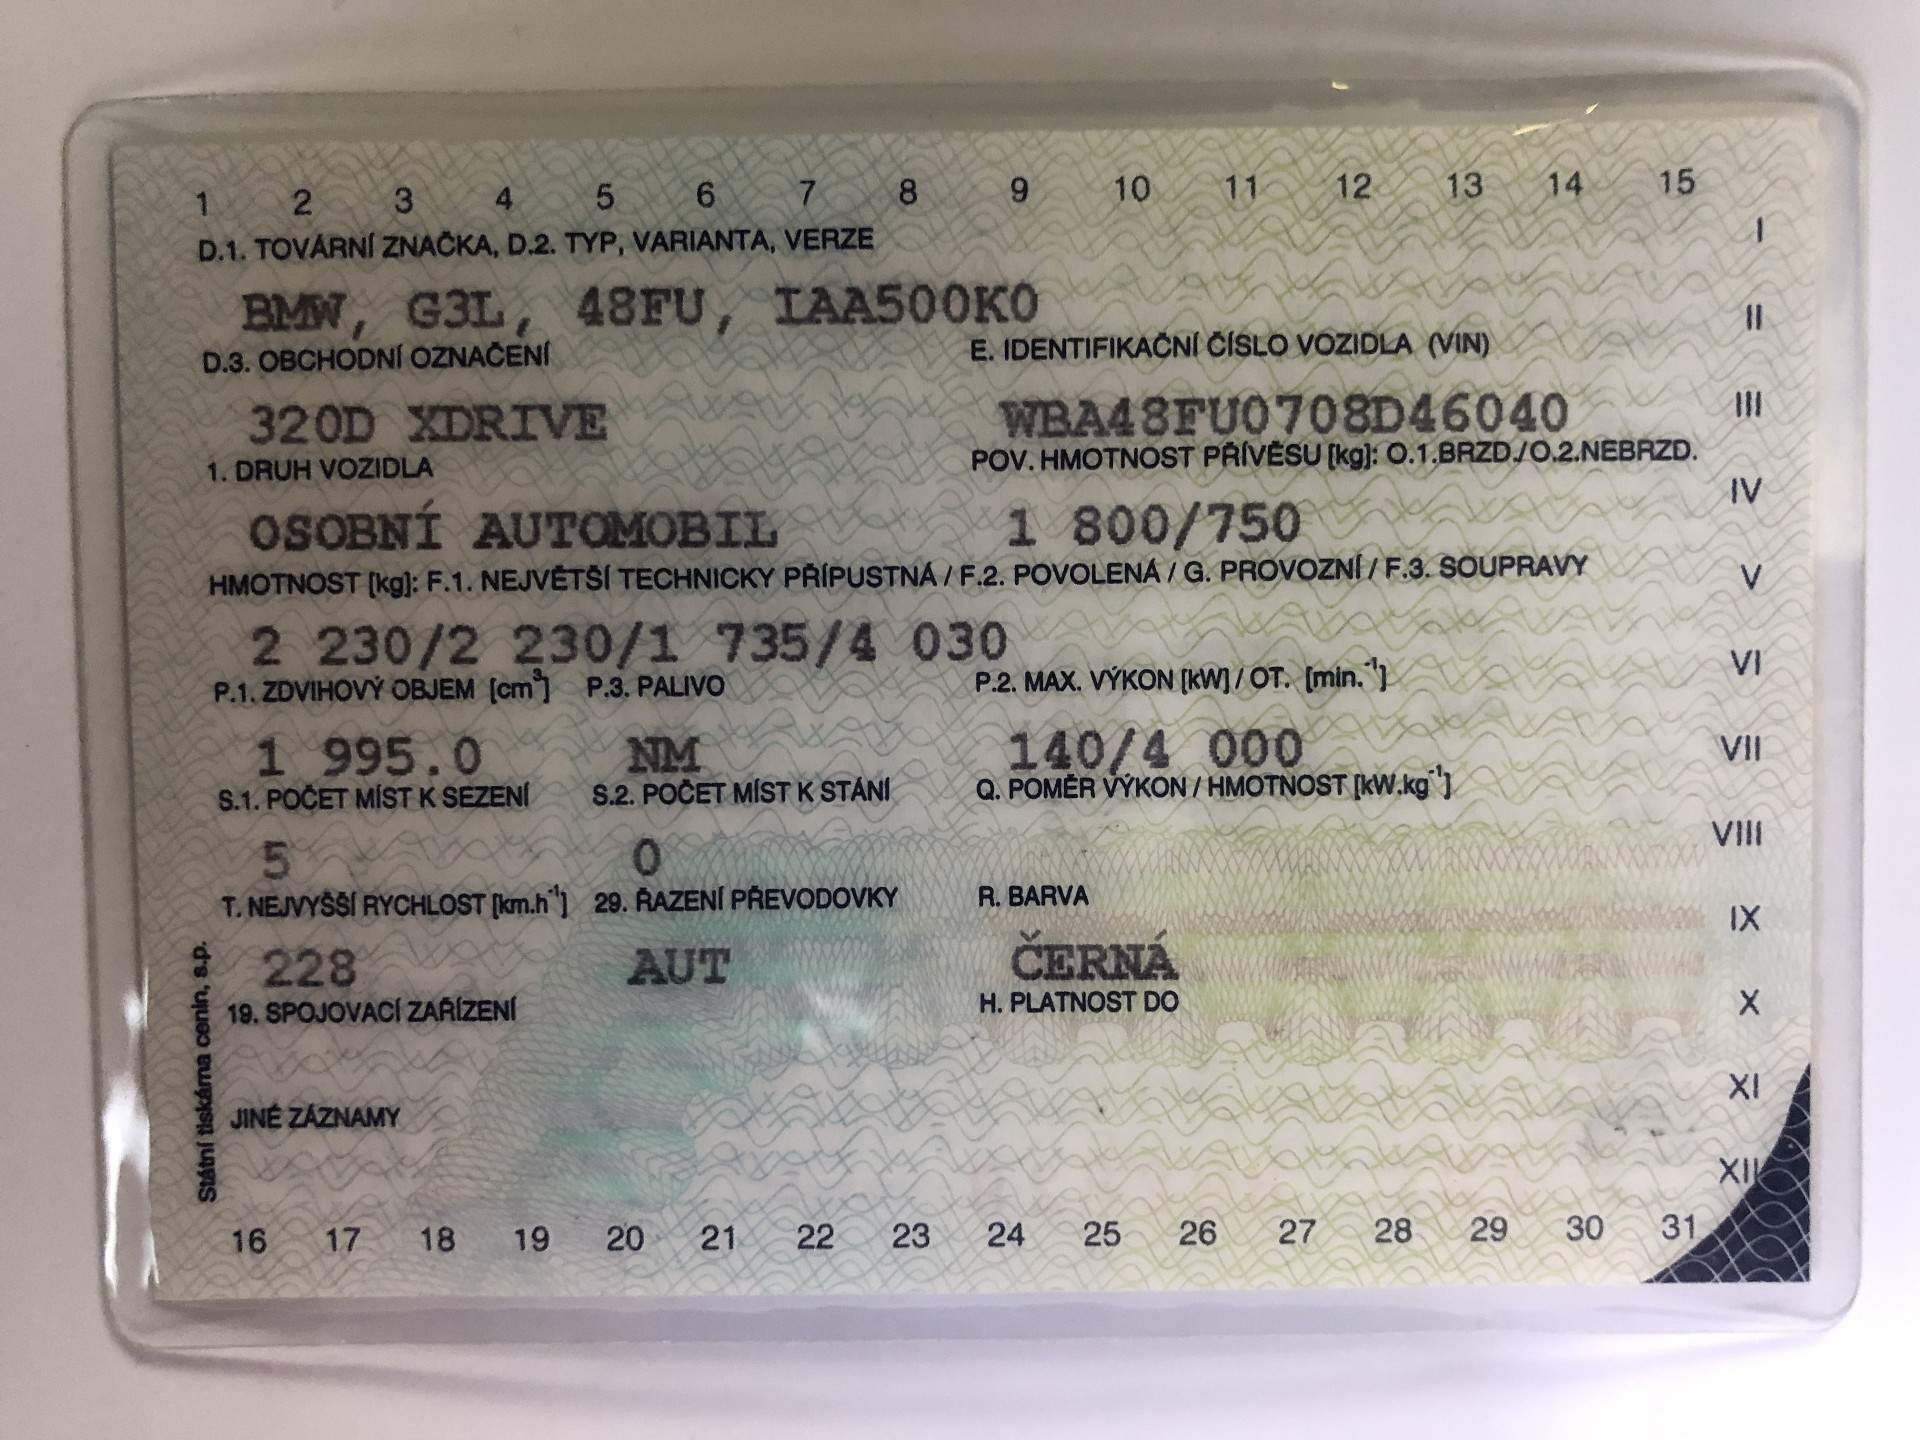 1 2 3 4 5 6 7 8 9 10 11 12 13 14 15
D.1. TOVÁRNÍ ZNAČKA, D.2. TYP, VARIANTA, VERZE I
BMW, G3L, 48FU, IAA500K0 II
D.3. OBCHODNÍ OZNAČENÍ E. IDENTIFIKAČNÍ ČÍSLO VOZIDLA (VIN)
320D XDRIVE WBA48FU0708D46040 III
1. DRUH VOZIDLA POV. HMOTNOST PŘÍVĚSU [kg]: O.1.BRZD./O.2.NEBRZD.
OSOBNÍ AUTOMOBIL 1 800/750 IV
HMOTNOST [kg]: F.1. NEJVĚTŠÍ TECHNICKY PŘÍPUSTNÁ / F.2. POVOLENÁ / G. PROVOZNÍ / F.3. SOUPRAVY V
2 230/2 230/1 735/4 030 VI
P.1. ZDVIHOVÝ OBJEM [cm³] P.3. PALIVO P.2. MAX. VÝKON [kW] / OT. [min.⁻¹]
1 995.0 NM 140/4 000 VII
S.1. POČET MÍST K SEZENÍ S.2. POČET MÍST K STÁNÍ Q. POMĚR VÝKON / HMOTNOST [kW.kg⁻¹]
5 0 VIII
T. NEJVYŠŠÍ RYCHLOST [km.h⁻¹] 29. ŘAZENÍ PŘEVODOVKY R. BARVA IX
228 AUT ČERNÁ
19. SPOJOVACÍ ZAŘÍZENÍ H. PLATNOST DO X
XI
JINÉ ZÁZNAMY
XII
Státní tiskárna cenin, s.p.
16 17 18 19 20 21 22 23 24 25 26 27 28 29 30 31